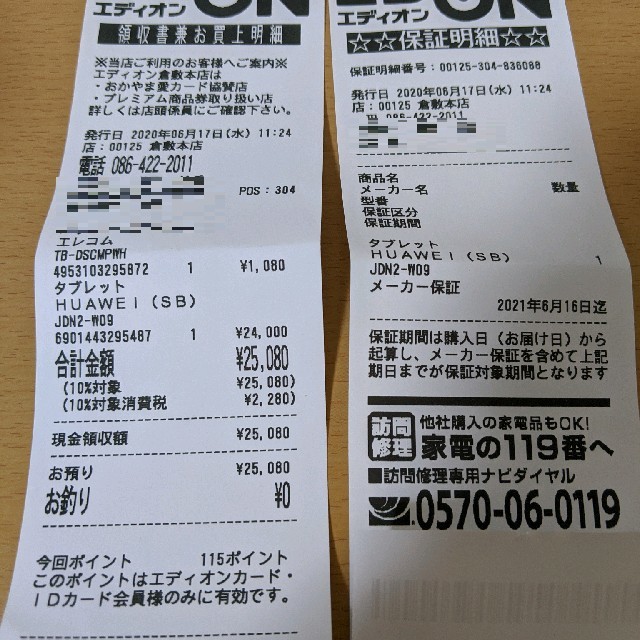 エディオン
領収書兼お買上明細
※当店ご利用のお客様へご案内※
エディオン倉敷本店は
・おかやま愛カード協賛店
・プレミアム商品券取り扱い店
詳しくは店頭係員にご確認下さい。
発行日 2020年06月17日(水) 11:24
店：00125 倉敷本店
電話 086-422-2011
POS：304
エレコム
TB-DSCMPWH
4953103295872 1 ¥1,080
タブレット
HUAWEI(SB)
JDN2-W09
6901443295487 1 ¥24,000
合計金額 ¥25,080
(10%対象 ¥25,080)
(10%対象消費税 ¥2,280)
現金領収額 ¥25,080
お預り ¥25,080
お釣り ¥0
今回ポイント 115ポイント
このポイントはエディオンカード・
IDカード会員様のみに有効です。
エディオン
☆☆保証明細☆☆
保証明細番号：00125-304-836088
発行日 2020年06月17日(水) 11:24
店：00125 倉敷本店
086-422-2011
商品名
メーカー名 数量
型番
保証区分
保証期間
タブレット
HUAWEI(SB) 1
JDN2-W09
メーカー保証
2021年6月16日迄
保証期間は購入日（お届け日）から
起算し、メーカー保証を含めて上記
期日までが保証対象期間となります
訪問修理 他社購入の家電品もOK!
家電の119番へ
■訪問修理専用ナビダイヤル
0570-06-0119